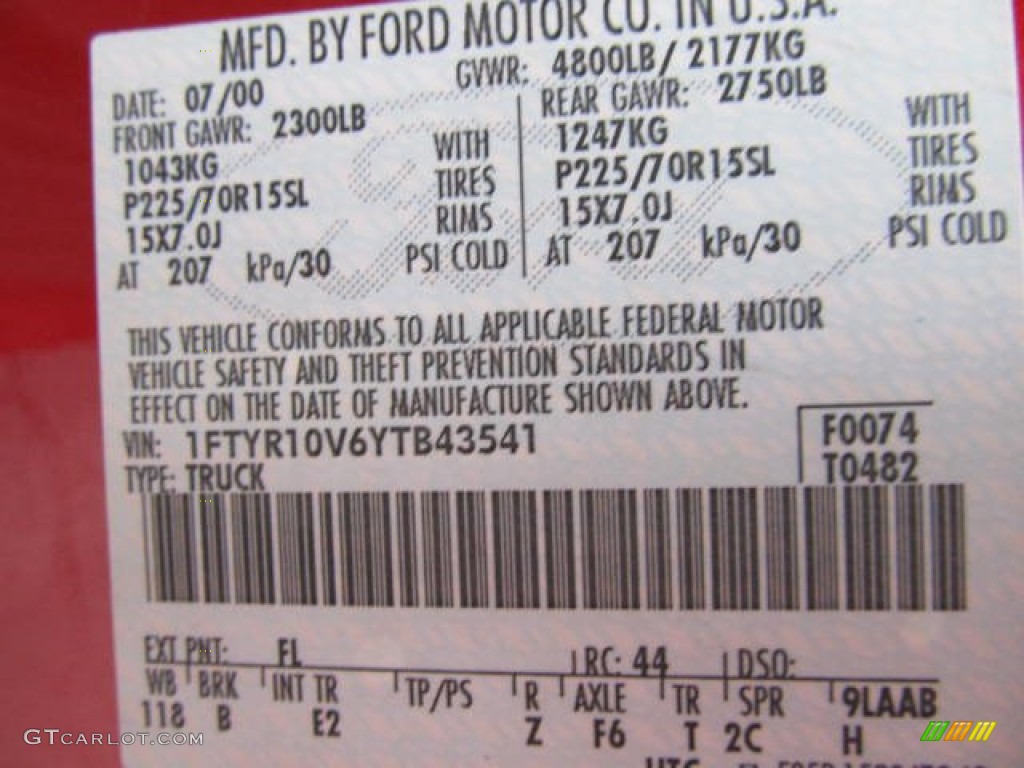 MFD. BY FORD MOTOR CO. IN U.S.A.
DATE: 07/00 GVWR: 4800LB/ 2177KG
FRONT GAWR: 2300LB REAR GAWR: 2750LB
1043KG WITH 1247KG WITH
P225/70R15SL TIRES P225/70R15SL TIRES
15X7.0J RIMS 15X7.0J RIMS
AT 207 kPa/30 PSI COLD AT 207 kPa/30 PSI COLD
THIS VEHICLE CONFORMS TO ALL APPLICABLE FEDERAL MOTOR
VEHICLE SAFETY AND THEFT PREVENTION STANDARDS IN
EFFECT ON THE DATE OF MANUFACTURE SHOWN ABOVE.
VIN: 1FTYR10V6YTB43541 F0074
TYPE: TRUCK T0482
EXT PNT: FL RC: 44 DSO:
WB BRK INT TR TP/PS R AXLE TR SPR 9LAAB
118 B E2 Z F6 T 2C H
GTCARLOT.COM